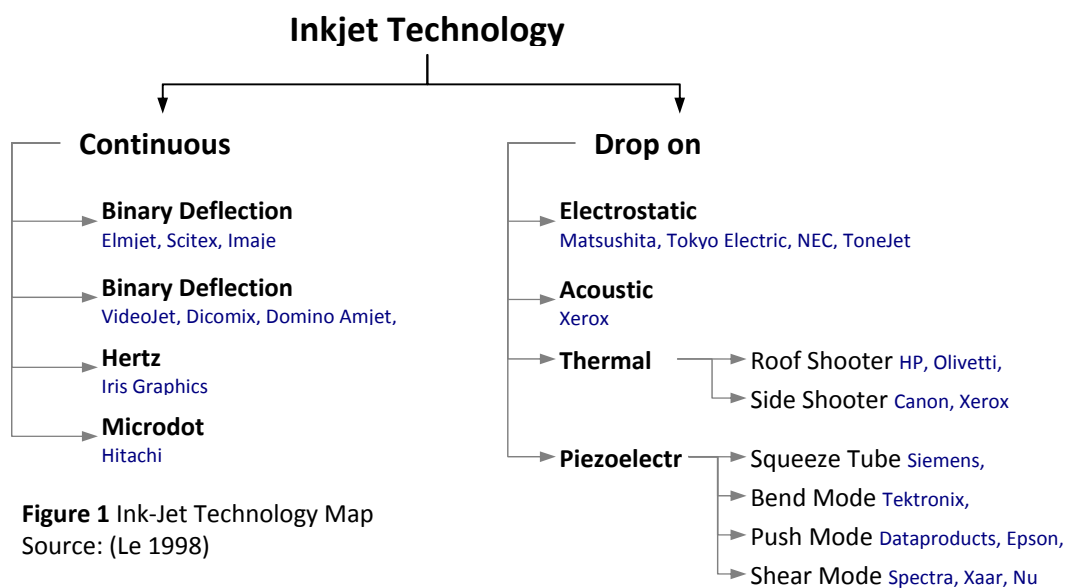 Inkjet Technology
Continuous
Binary Deflection
Elmjet, Scitex, Imaje
Binary Deflection
VideoJet, Dicomix, Domino Amjet,
Hertz
Iris Graphics
Microdot
Hitachi
Figure 1 Ink-Jet Technology Map
Source: (Le 1998)
Drop on
Electrostatic
Matsushita, Tokyo Electric, NEC, ToneJet
Acoustic
Xerox
Thermal
Roof Shooter HP, Olivetti,
Side Shooter Canon, Xerox
Piezoelectr
Squeeze Tube Siemens,
Bend Mode Tektronix,
Push Mode Dataproducts, Epson,
Shear Mode Spectra, Xaar, Nu